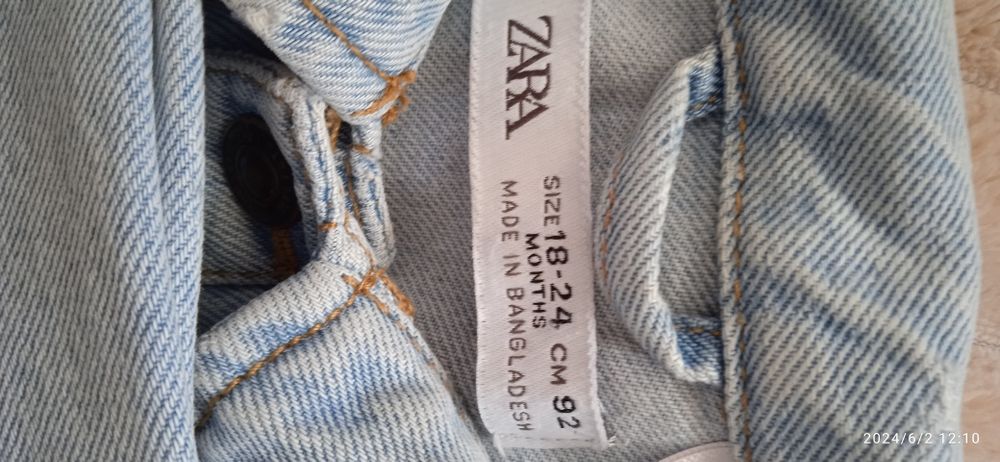 ZARA
SIZE 18-24 CM 92
MONTHS
MADE IN BANGLADESH
2024/6/2 12:10